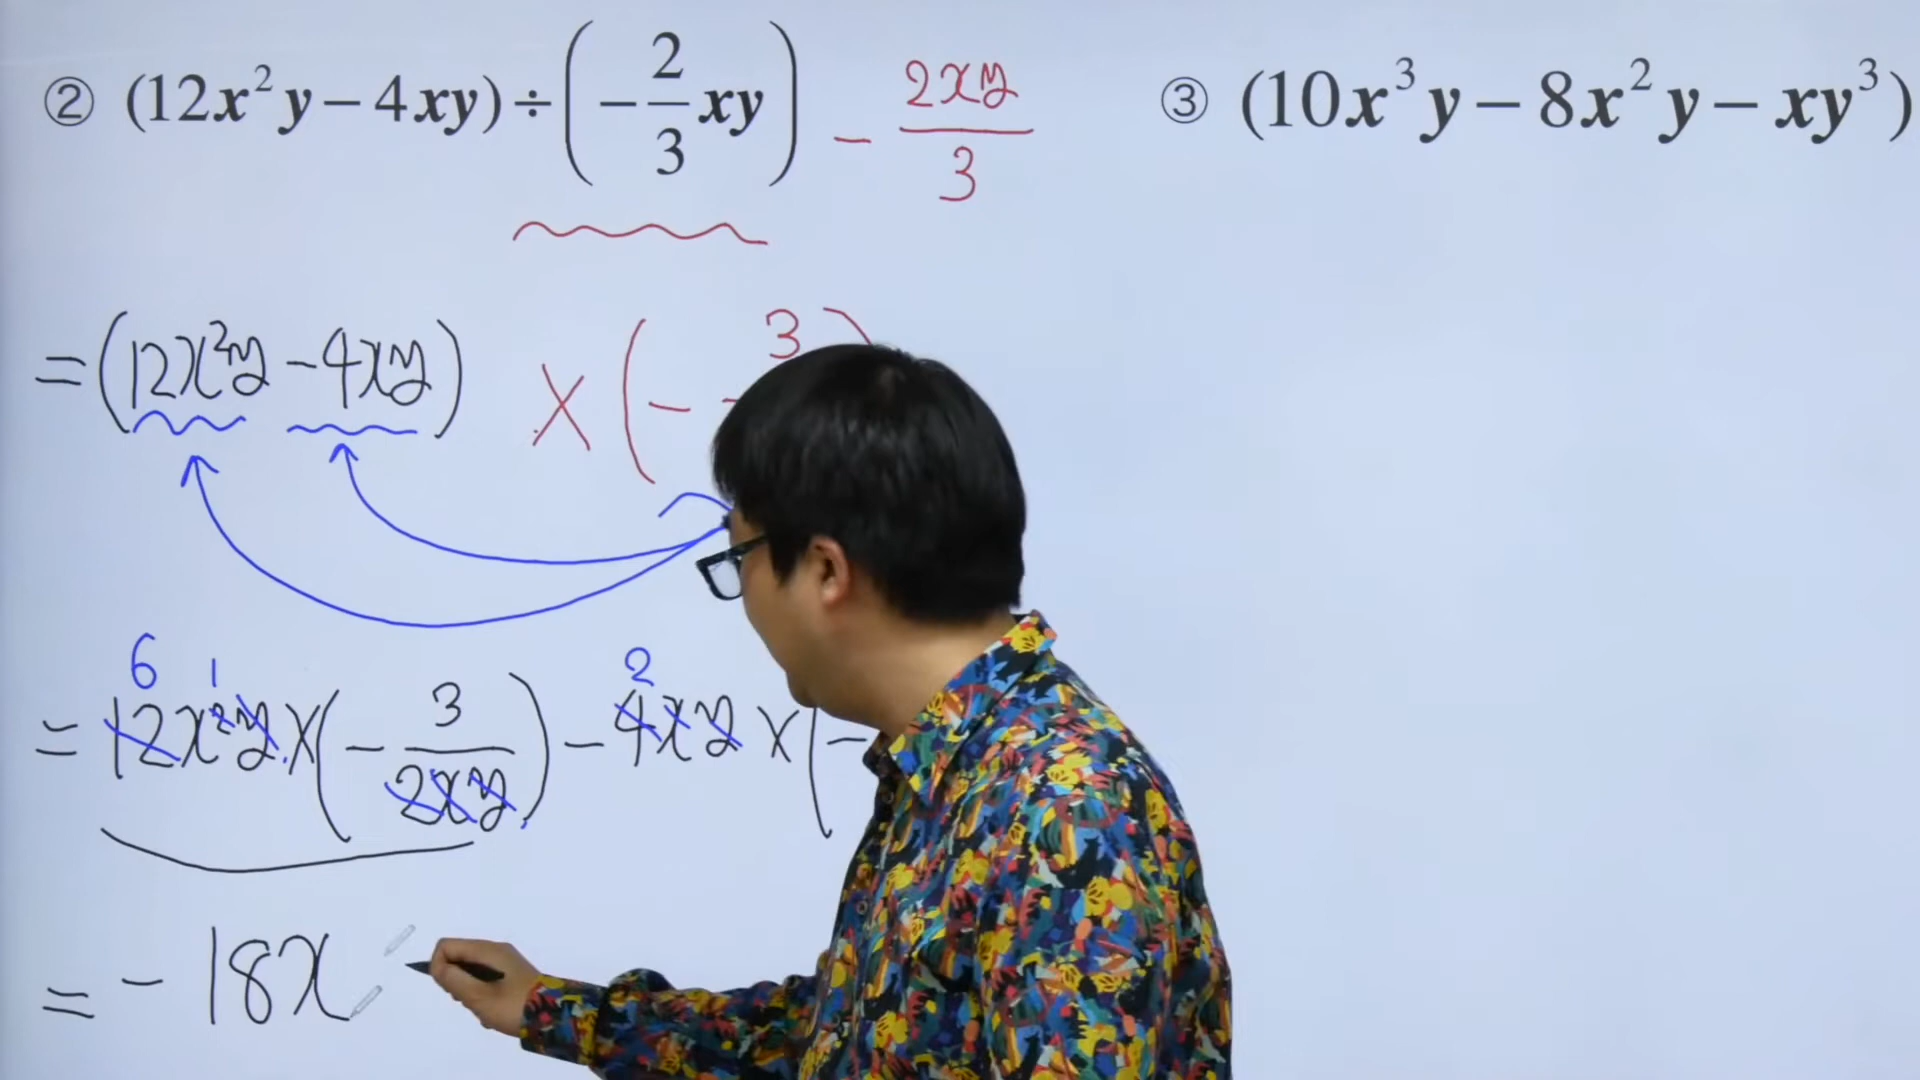 ② (12x²y－4xy)÷(－2/3 xy)
－ 2xy/3
③ (10x³y－8x²y－xy³)
=(12x²y－4xy) ×(－3
6 1 2
=12x²y×(－3/2xy)－4xy×(－
=－18x